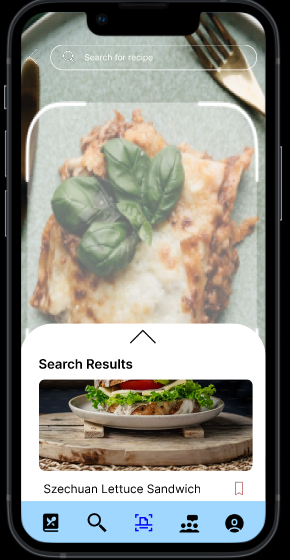 Search for recipe
Search Results
Szechuan Lettuce Sandwich